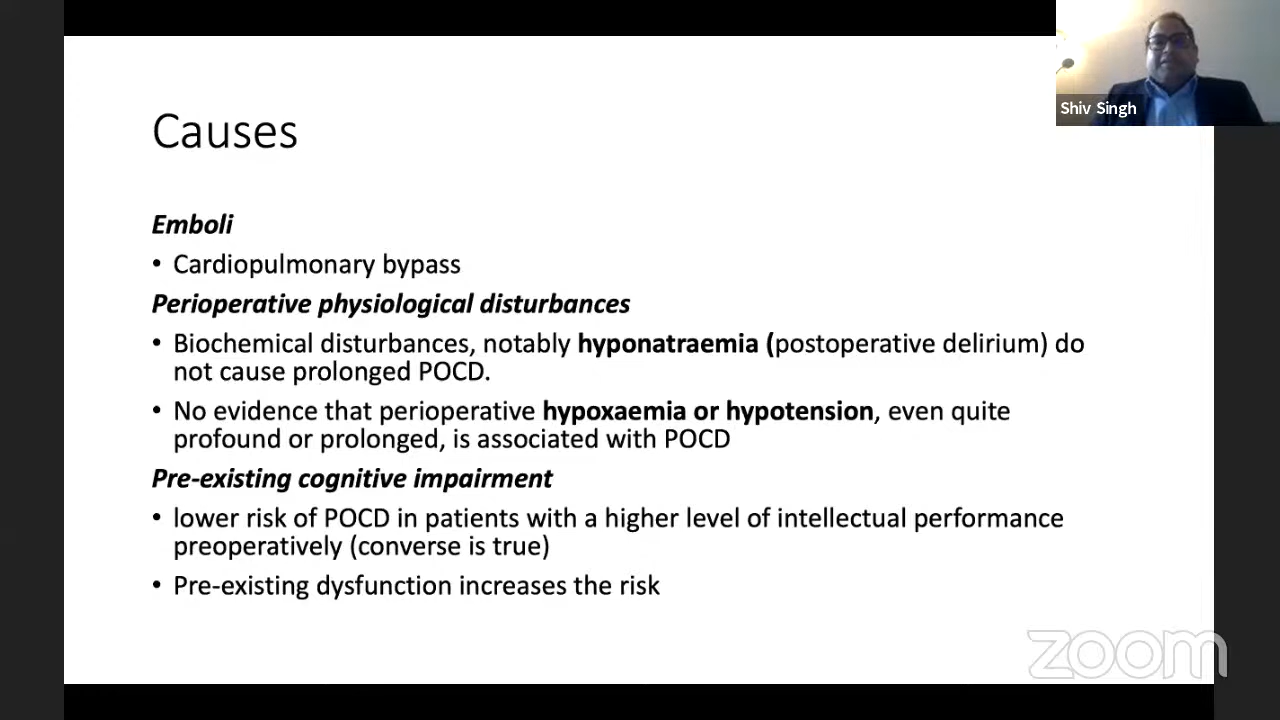 Shiv Singh
Causes
Emboli
• Cardiopulmonary bypass
Perioperative physiological disturbances
• Biochemical disturbances, notably hyponatraemia (postoperative delirium) do
not cause prolonged POCD.
• No evidence that perioperative hypoxaemia or hypotension, even quite
profound or prolonged, is associated with POCD
Pre-existing cognitive impairment
• lower risk of POCD in patients with a higher level of intellectual performance
preoperatively (converse is true)
• Pre-existing dysfunction increases the risk
zoom